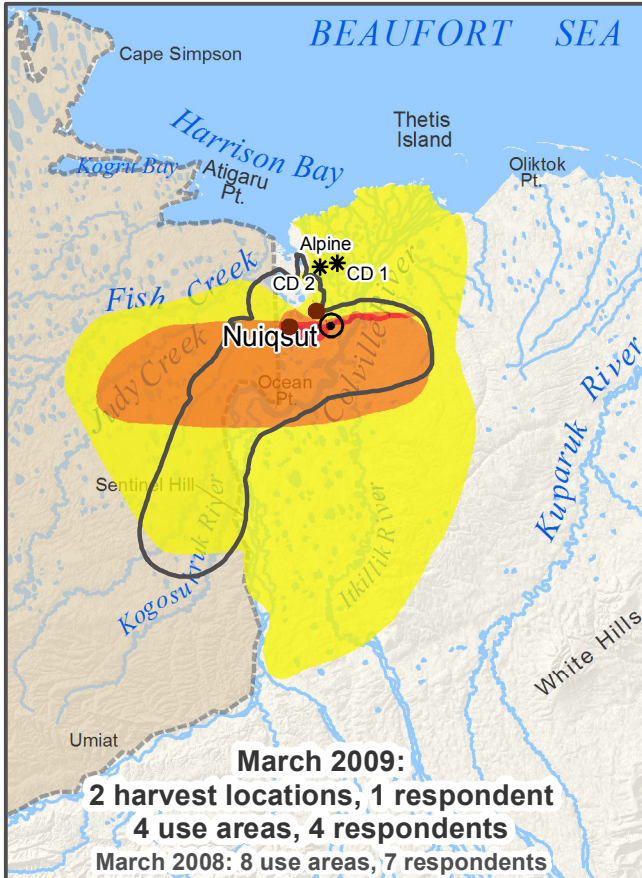 BEAUFORT SEA
Cape Simpson
Harrison Bay
Thetis
Island
Kogru Bay
Atigaru
Pt.
Oliktok
Pt.
Alpine
CD 2
CD 1
Fish Creek
Nuiqsut
Judy Creek
Ocean
Pt.
Colville River
Kuparuk River
Sentinel Hill
Itkillik River
Kogosukruk River
White Hills
Umiat
March 2009:
2 harvest locations, 1 respondent
4 use areas, 4 respondents
March 2008: 8 use areas, 7 respondents